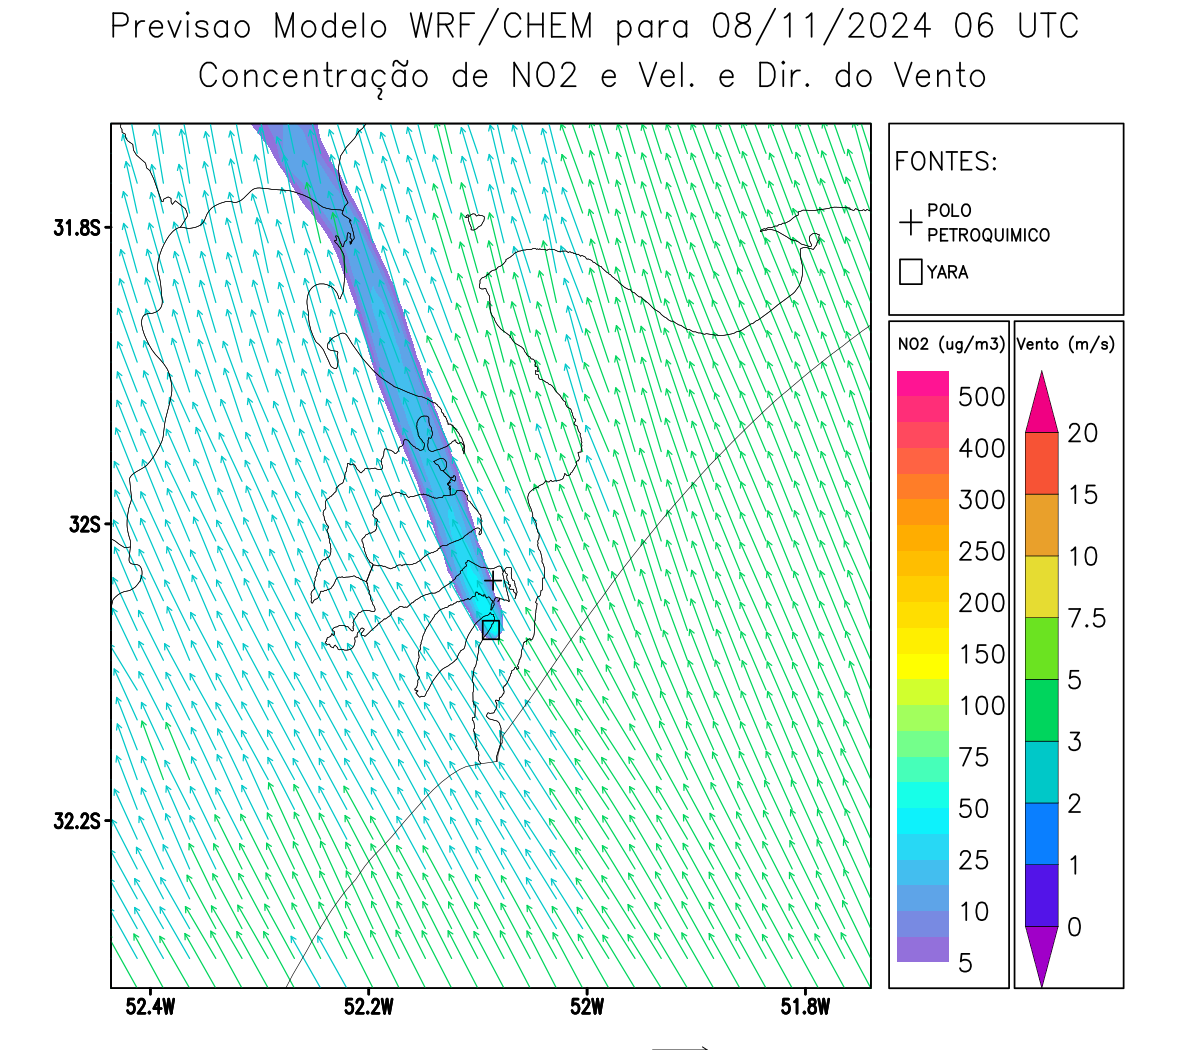 Previsao Modelo WRF/CHEM para 08/11/2024 06 UTC
Concentração de NO2 e Vel. e Dir. do Vento
FONTES:
POLO
PETROQUIMICO
YARA
NO2 (ug/m3)
500
400
300
250
200
150
100
75
50
25
10
5
Vento (m/s)
20
15
10
7.5
5
3
2
1
0
31.8S
32S
32.2S
52.4W
52.2W
52W
51.8W